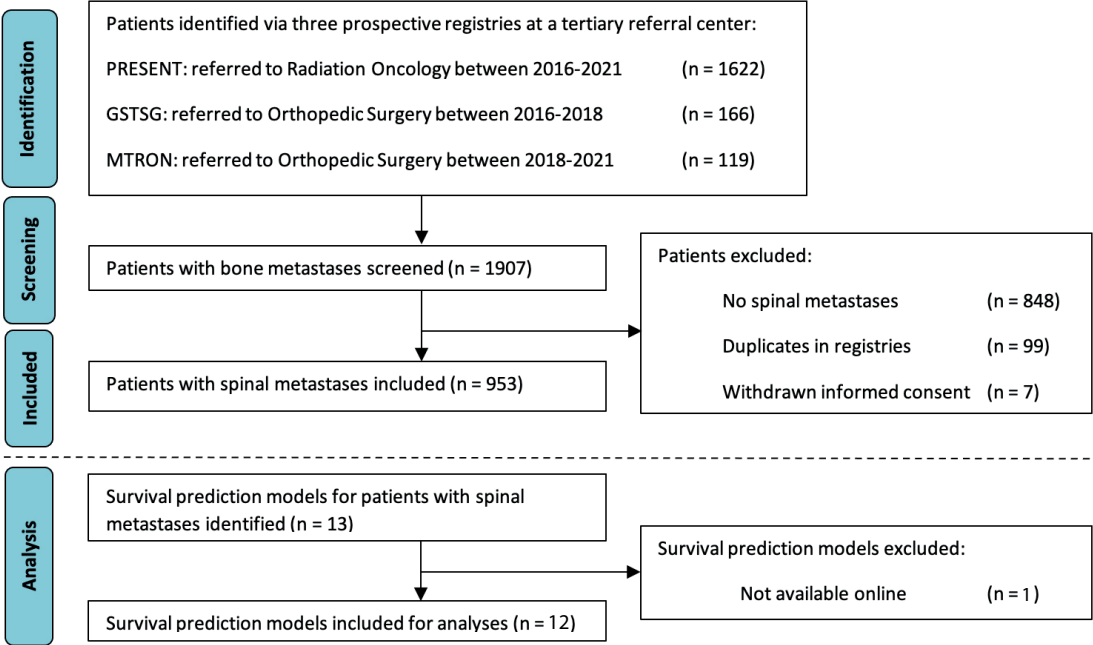 Identification
Patients identified via three prospective registries at a tertiary referral center:
PRESENT: referred to Radiation Oncology between 2016-2021 (n = 1622)
GSTSG: referred to Orthopedic Surgery between 2016-2018 (n = 166)
MTRON: referred to Orthopedic Surgery between 2018-2021 (n = 119)
Screening
Patients with bone metastases screened (n = 1907)
Patients excluded:
No spinal metastases (n = 848)
Duplicates in registries (n = 99)
Withdrawn informed consent (n = 7)
Included
Patients with spinal metastases included (n = 953)
Analysis
Survival prediction models for patients with spinal
metastases identified (n = 13)
Survival prediction models excluded:
Not available online (n = 1)
Survival prediction models included for analyses (n = 12)